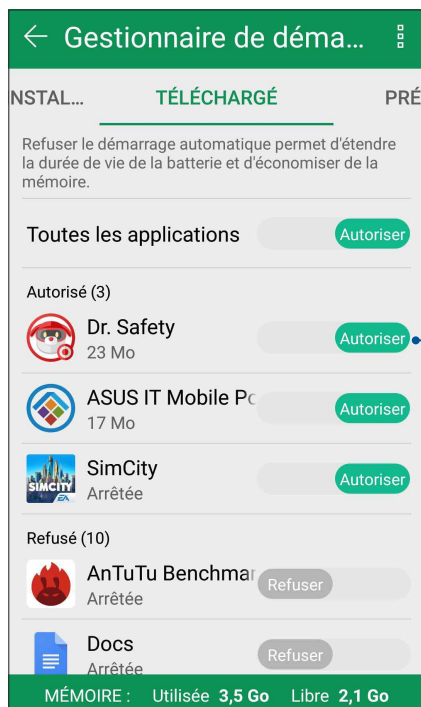 Gestionnaire de déma...
NSTAL... TÉLÉCHARGÉ PRÉ
Refuser le démarrage automatique permet d'étendre
la durée de vie de la batterie et d'économiser de la
mémoire.
Toutes les applications Autoriser
Autorisé (3)
Dr. Safety Autoriser
23 Mo
ASUS IT Mobile Po Autoriser
17 Mo
SIMCITY
EA
SimCity Autoriser
Arrêtée
Refusé (10)
AnTuTu Benchmar Refuser
Arrêtée
Docs Refuser
Arrêtée
MÉMOIRE : Utilisée 3,5 Go Libre 2,1 Go